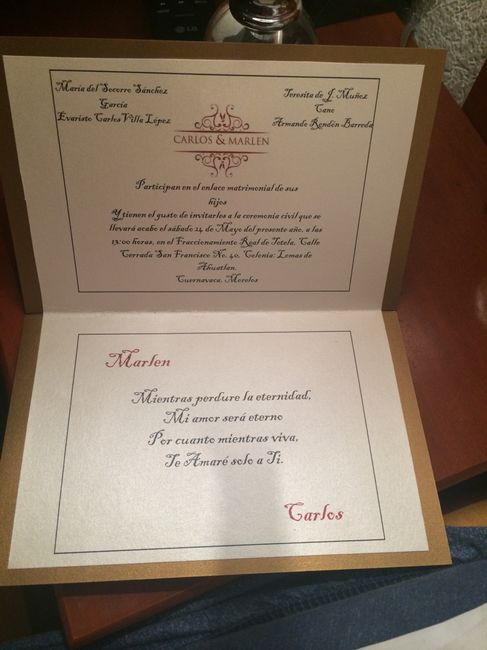 LG
María del Socorro Sánchez
García
Evaristo Carlos Villa López
Teresita de J. Muñoz
Cano
Armando Rendón Barreda
CARLOS & MARLEN
Participan en el enlace matrimonial de sus
hijos
Y tienen el gusto de invitarlos a la ceremonia civil que se
llevará acabo el sábado 14 de Mayo del presente año, a las
13:00 horas, en el Fraccionamiento Real de Tetela, Calle
Cerrada San Francisco No. 40, Colonia: Lomas de
Ahuatlan.
Cuernavaca, Morelos
Marlen
Mientras perdure la eternidad,
Mi amor será eterno
Por cuanto mientras viva,
Te Amaré solo a Ti.
Carlos